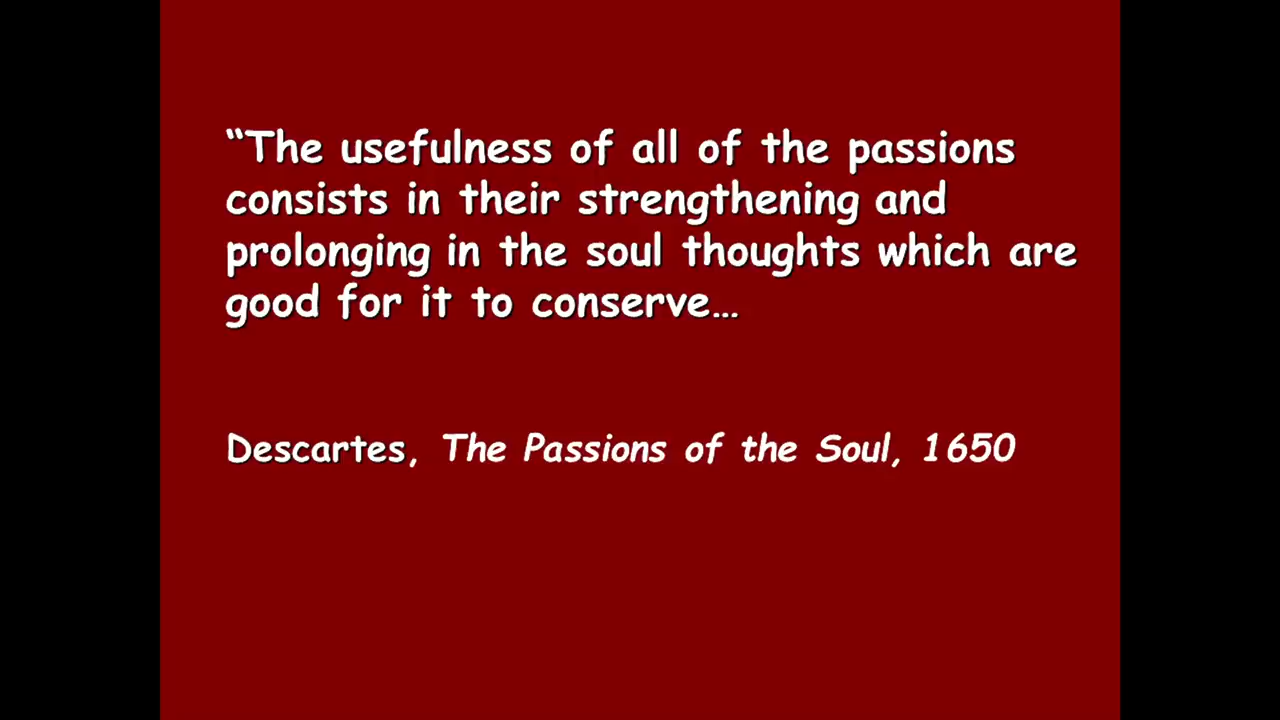 “The usefulness of all of the passions
consists in their strengthening and
prolonging in the soul thoughts which are
good for it to conserve…
Descartes, The Passions of the Soul, 1650